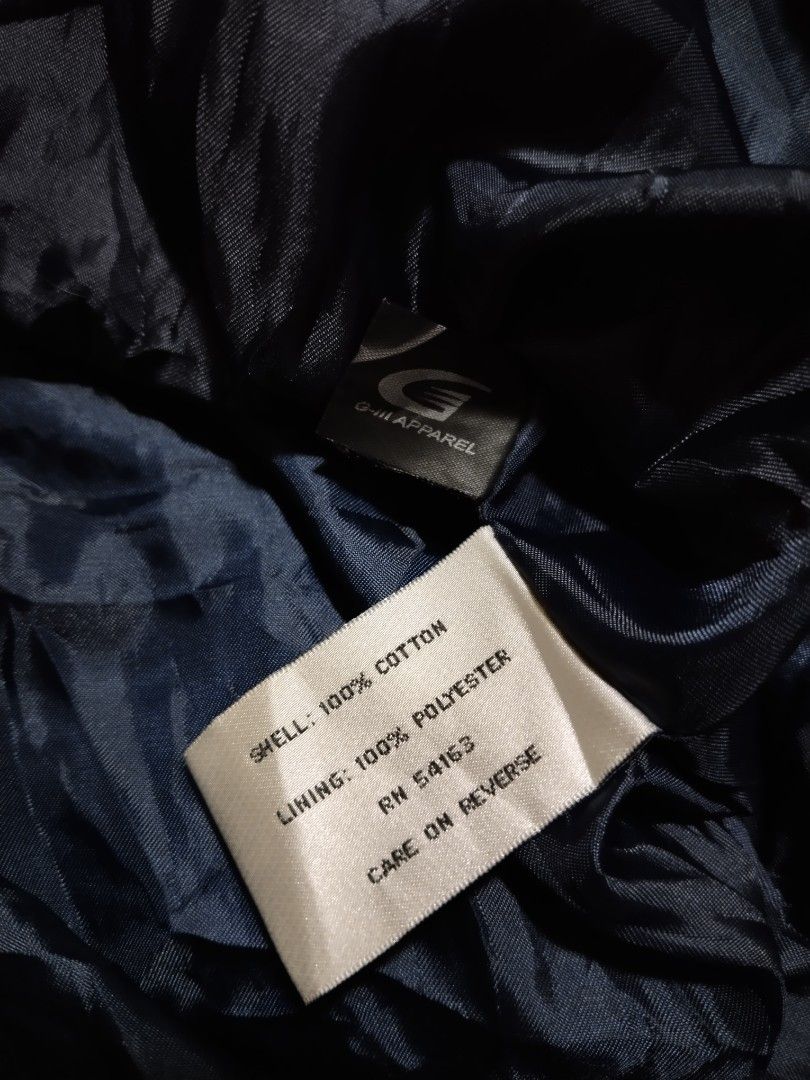 G-III APPAREL
SHELL: 100% COTTON
LINING: 100% POLYESTER
RN 54163
CARE ON REVERSE